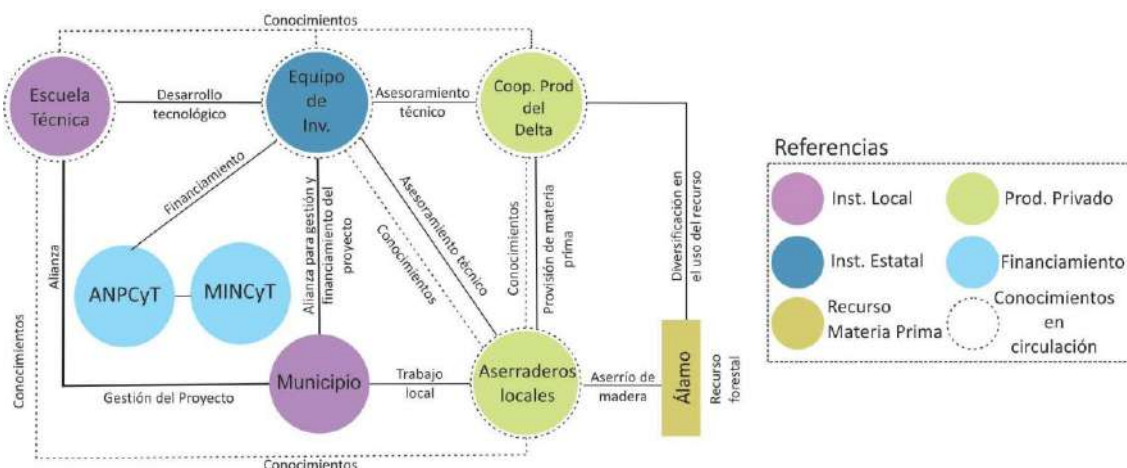 Conocimientos
Escuela
Técnica
Desarrollo
tecnológico
Equipo
de
Inv.
Asesoramiento
técnico
Coop. Prod
del
Delta
Financiamiento
Alianza
Alianza para gestión y
financiamiento del
proyecto
Asesoramiento técnico
Conocimientos
Conocimientos
Provisión de materia
prima
Diversificación en
el uso del recurso
ANPCyT
MINCyT
Conocimientos
Gestión del Proyecto
Municipio
Trabajo
local
Aserraderos
locales
Aserrío de
madera
Álamo
Recurso
forestal
Conocimientos
Referencias
Inst. Local
Prod. Privado
Inst. Estatal
Financiamiento
Recurso
Materia Prima
Conocimientos
en
circulación